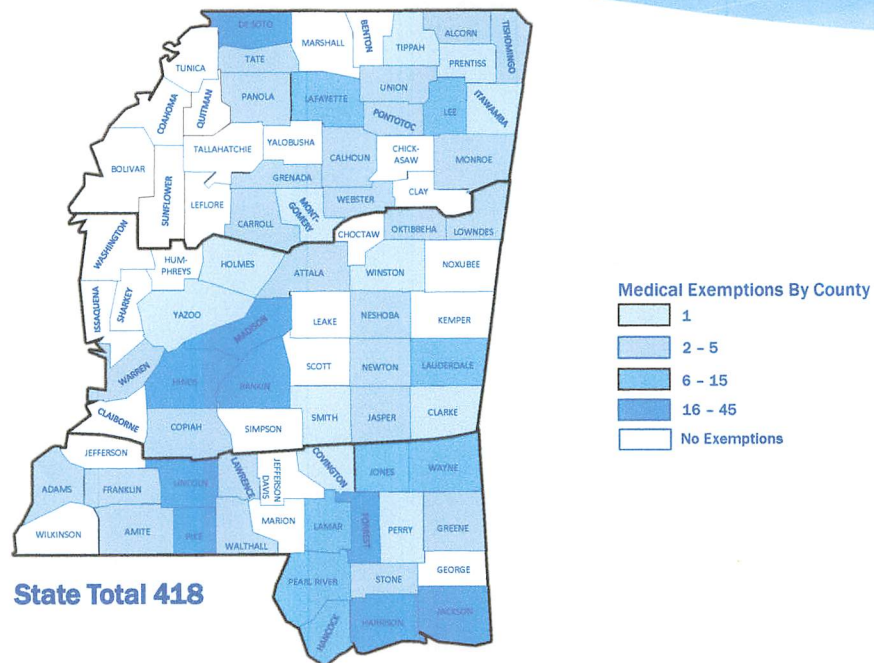 DE SOTO
MARSHALL
BENTON
TIPPAH
ALCORN
TISHOMINGO
PRENTISS
TUNICA
TATE
UNION
PANOLA
LAFAYETTE
LEE
ITAWAMBA
COAHOMA
QUITMAN
PONTOTOC
TALLAHATCHIE
YALOBUSHA
CALHOUN
CHICK-
ASAW
MONROE
BOLIVAR
SUNFLOWER
GRENADA
LEFLORE
CARROLL
MONT-
GOMERY
WEBSTER
CLAY
CHOCTAW
OKTIBBEHA
LOWNDES
WASHINGTON
HUM-
PHREYS
HOLMES
ATTALA
WINSTON
NOXUBEE
ISSAQUENA
SHARKEY
YAZOO
MADISON
LEAKE
NESHOBA
KEMPER
WARREN
HINDS
RANKIN
SCOTT
NEWTON
LAUDERDALE
CLAIBORNE
COPIAH
SIMPSON
SMITH
JASPER
CLARKE
JEFFERSON
ADAMS
FRANKLIN
LINCOLN
LAWRENCE
JEFFERSON
DAVIS
COVINGTON
JONES
WAYNE
WILKINSON
AMITE
PIKE
WALTHALL
MARION
LAMAR
FORREST
PERRY
GREENE
PEARL RIVER
STONE
GEORGE
HANCOCK
HARRISON
JACKSON
State Total 418
Medical Exemptions By County
1
2 – 5
6 – 15
16 – 45
No Exemptions